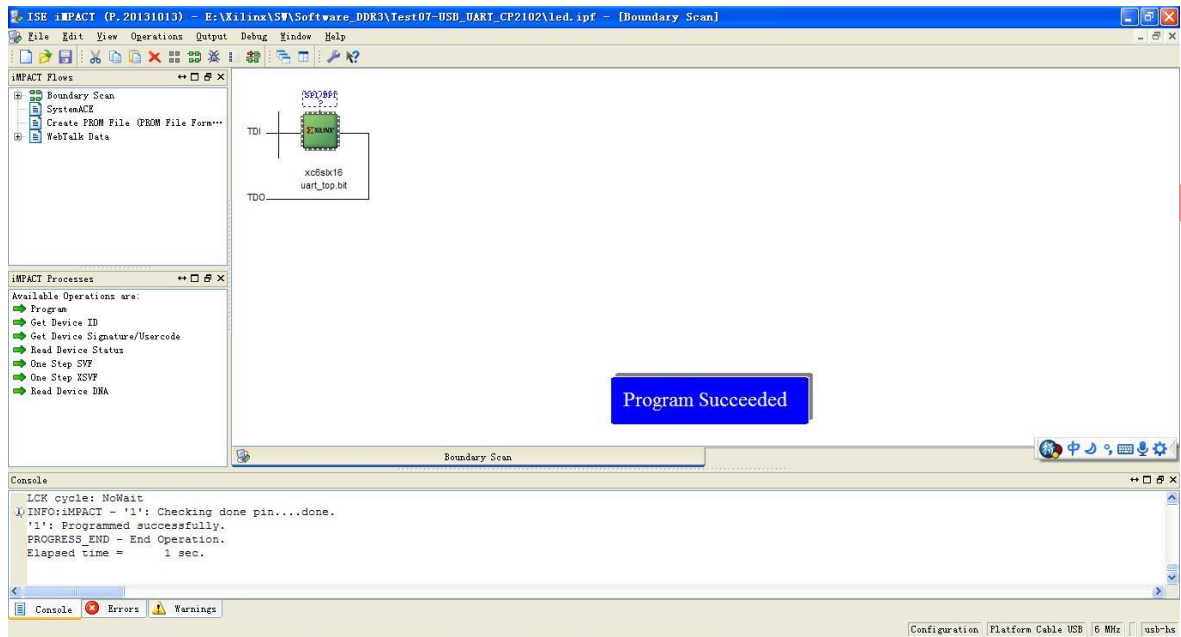 ISE iMPACT (P.20131013) - E:\Xilinx\SW\Software_DDR3\Test07-USB_UART_CP2102\led.ipf - [Boundary Scan]
File Edit View Operations Output Debug Window Help
iMPACT Flows
Boundary Scan
SystemACE
Create PROM File (PROM File Form...
WebTalk Data
SPI/BPI
?
TDI
XILINX
xc6slx16
uart_top.bit
TDO
iMPACT Processes
Available Operations are:
Program
Get Device ID
Get Device Signature/Usercode
Read Device Status
One Step SVF
One Step XSVF
Read Device DNA
Program Succeeded
Boundary Scan
中
Console
LCK cycle: NoWait
INFO:iMPACT - '1': Checking done pin....done.
'1': Programmed successfully.
PROGRESS_END - End Operation.
Elapsed time = 1 sec.
Console Errors Warnings
Configuration Platform Cable USB 6 MHz usb-hs